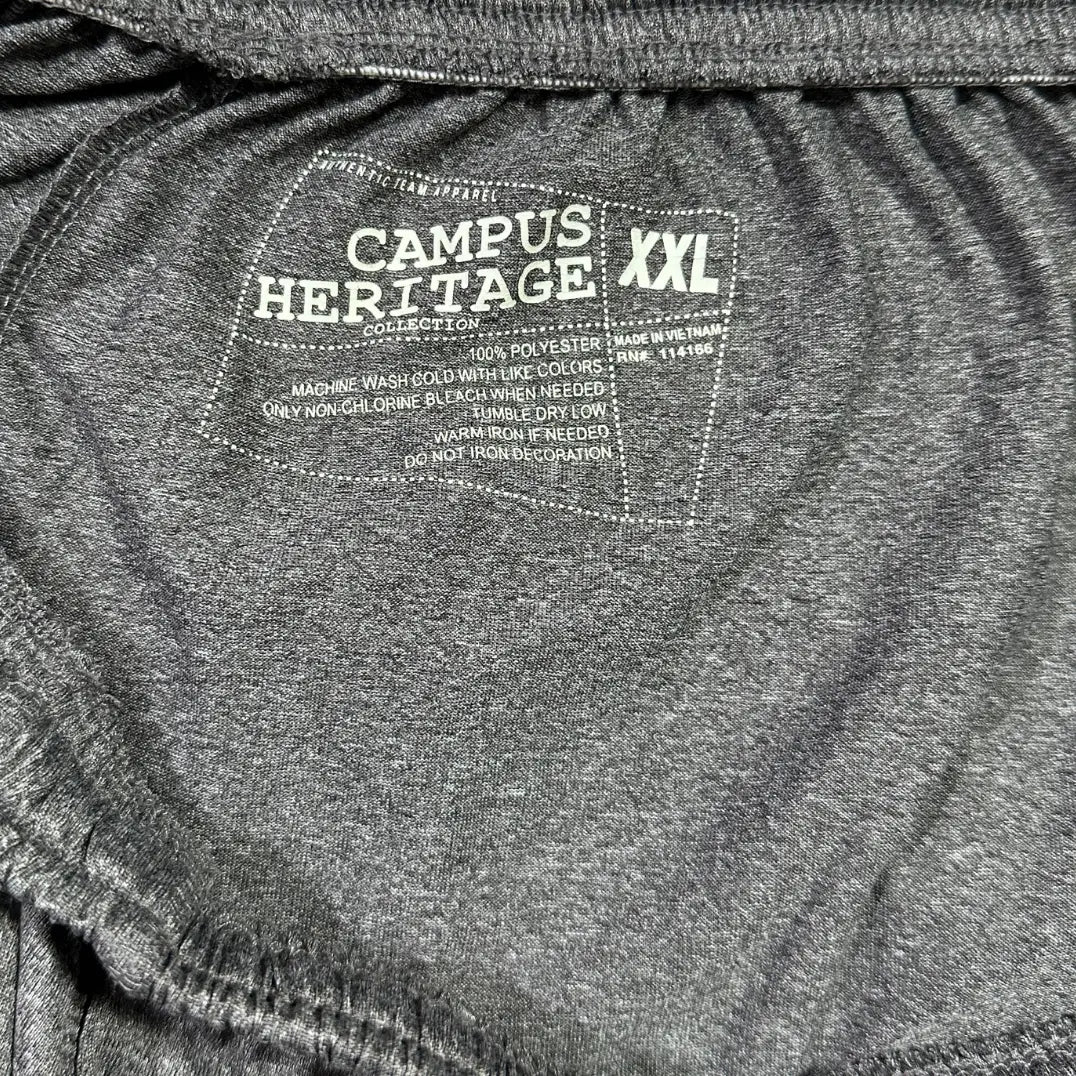 AUTHENTIC TEAM APPAREL
CAMPUS
HERITAGE
COLLECTION
XXL
100% POLYESTER
MACHINE WASH COLD WITH LIKE COLORS
ONLY NON-CHLORINE BLEACH WHEN NEEDED
TUMBLE DRY LOW
WARM IRON IF NEEDED
DO NOT IRON DECORATION
MADE IN VIETNAM
RN#: 114166